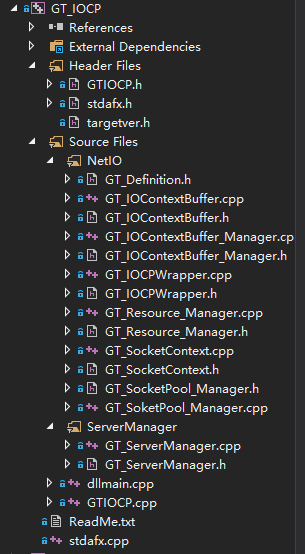 GT_IOCP
References
External Dependencies
Header Files
GTIOCP.h
stdafx.h
targetver.h
Source Files
NetIO
GT_Definition.h
GT_IOContextBuffer.cpp
GT_IOContextBuffer.h
GT_IOContextBuffer_Manager.cp
GT_IOContextBuffer_Manager.h
GT_IOCPWrapper.cpp
GT_IOCPWrapper.h
GT_Resource_Manager.cpp
GT_Resource_Manager.h
GT_SocketContext.cpp
GT_SocketContext.h
GT_SocketPool_Manager.h
GT_SoketPool_Manager.cpp
ServerManager
GT_ServerManager.cpp
GT_ServerManager.h
dllmain.cpp
GTIOCP.cpp
ReadMe.txt
stdafx.cpp